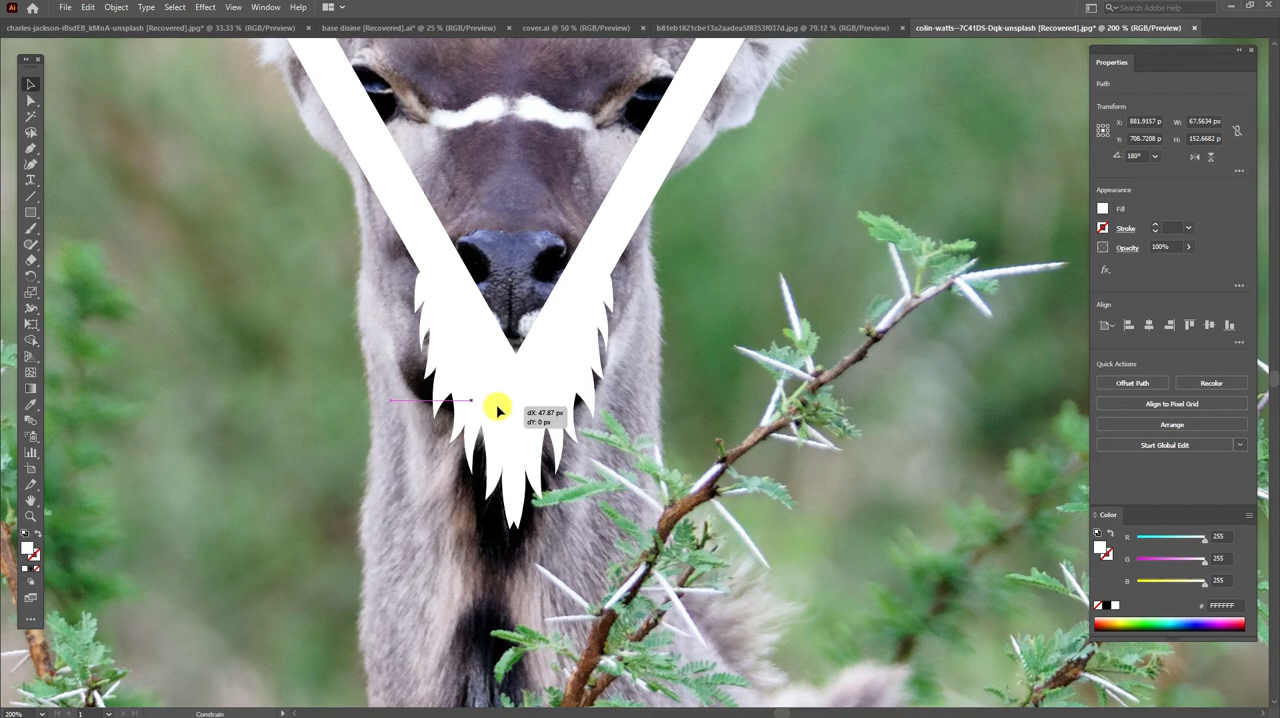 Ai File Edit Object Type Select Effect View Window Help Search Adobe Help
charles-jackson-iBsdEB_kMnA-unsplash [Recovered].jpg* @ 33.33 % (RGB/Preview) × base disine [Recovered].ai* @ 25 % (RGB/Preview) × cover.ai @ 50 % (RGB/Preview) × b81eb1821cbe13a2aadea5f8353f037d.jpg @ 79.12 % (RGB/Preview) × colin-watts--7C41DS-Dqk-unsplash [Recovered].jpg* @ 200 % (RGB/Preview) ×
Properties
Path
Transform
X: 881.9157 p W: 67.5634 px
Y: 708.7208 p H: 152.6682 p
180°
Appearance
Fill
Stroke
Opacity 100%
fx.
Align
Quick Actions
Offset Path Recolor
Align to Pixel Grid
Arrange
Start Global Edit
dX: 47.87 px
dY: 0 px
Color
R 255
G 255
B 255
# FFFFFF
200% 1 Constrain